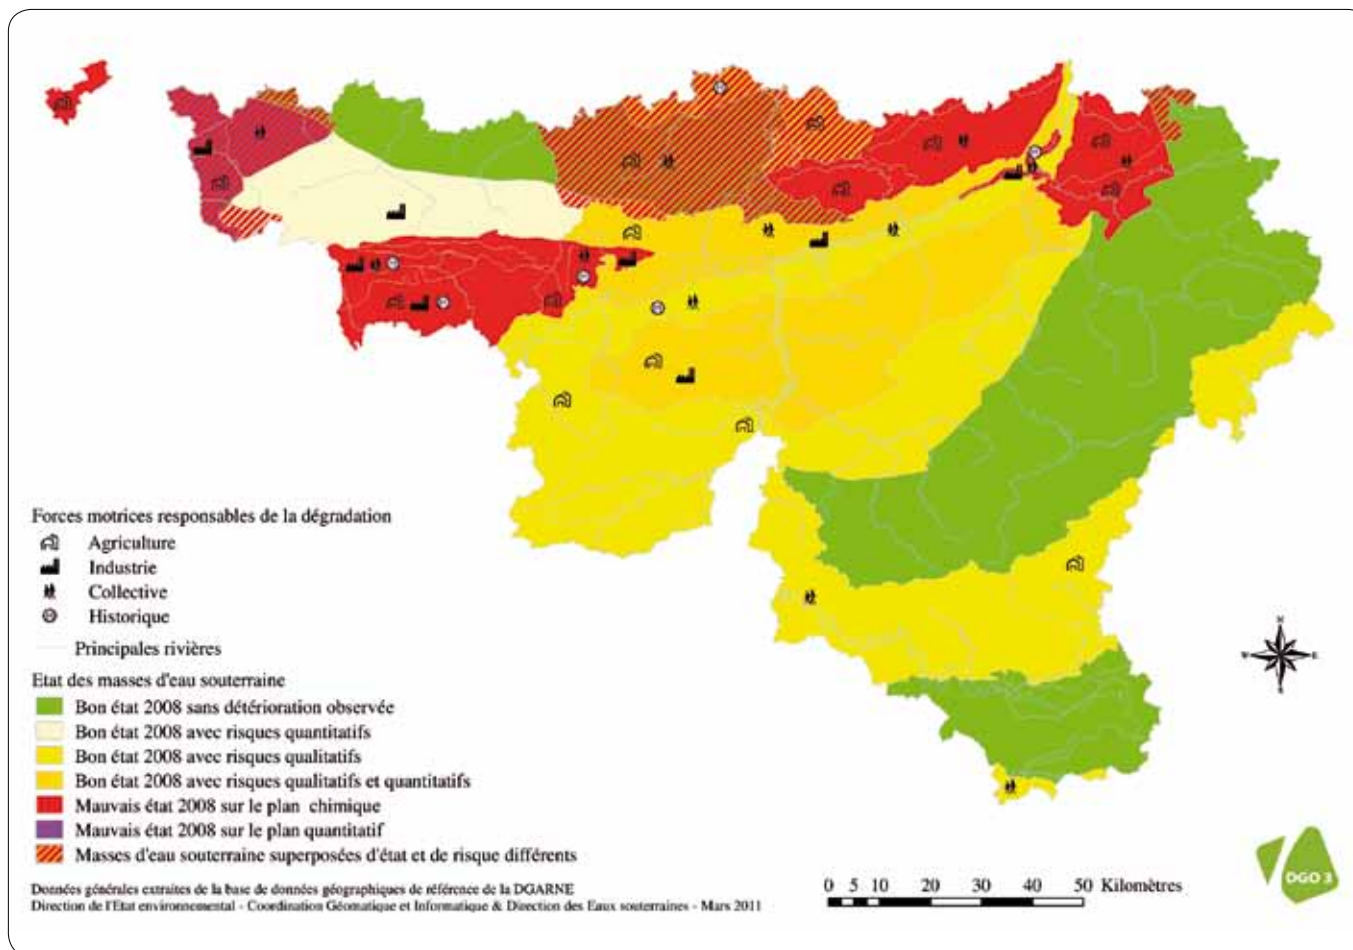 Forces motrices responsables de la dégradation
Agriculture
Industrie
Collective
Historique
Principales rivières
Etat des masses d'eau souterraine
Bon état 2008 sans détérioration observée
Bon état 2008 avec risques quantitatifs
Bon état 2008 avec risques qualitatifs
Bon état 2008 avec risques qualitatifs et quantitatifs
Mauvais état 2008 sur le plan chimique
Mauvais état 2008 sur le plan quantitatif
Masses d'eau souterraine superposées d'état et de risque différents
Données générales extraites de la base de données géographiques de référence de la DGARNE
Direction de l'Etat environnemental - Coordination Géomatique et Informatique & Direction des Eaux souterraines - Mars 2011
N
W E
S
0 5 10 20 30 40 50 Kilomètres
DGO 3